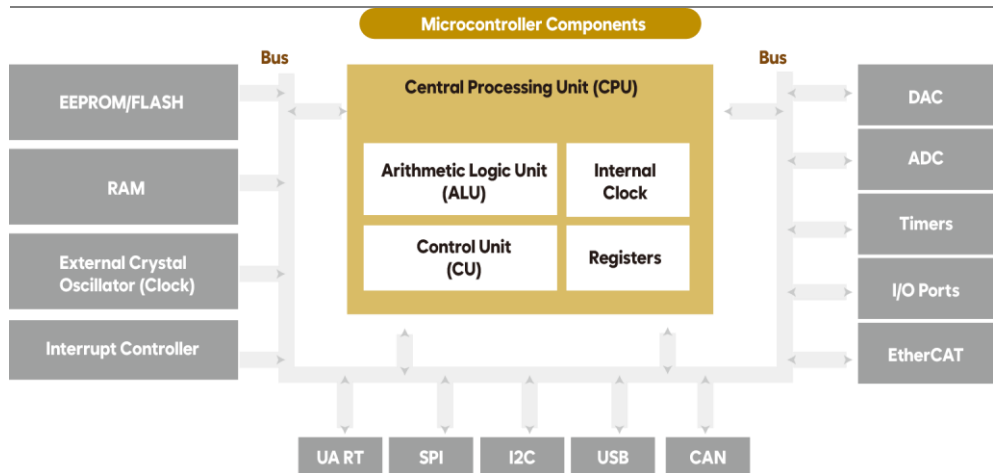 Microcontroller Components
Bus
Bus
EEPROM/FLASH
RAM
External Crystal
Oscillator (Clock)
Interrupt Controller
Central Processing Unit (CPU)
Arithmetic Logic Unit
(ALU)
Internal
Clock
Control Unit
(CU)
Registers
DAC
ADC
Timers
I/O Ports
EtherCAT
UA RT
SPI
I2C
USB
CAN